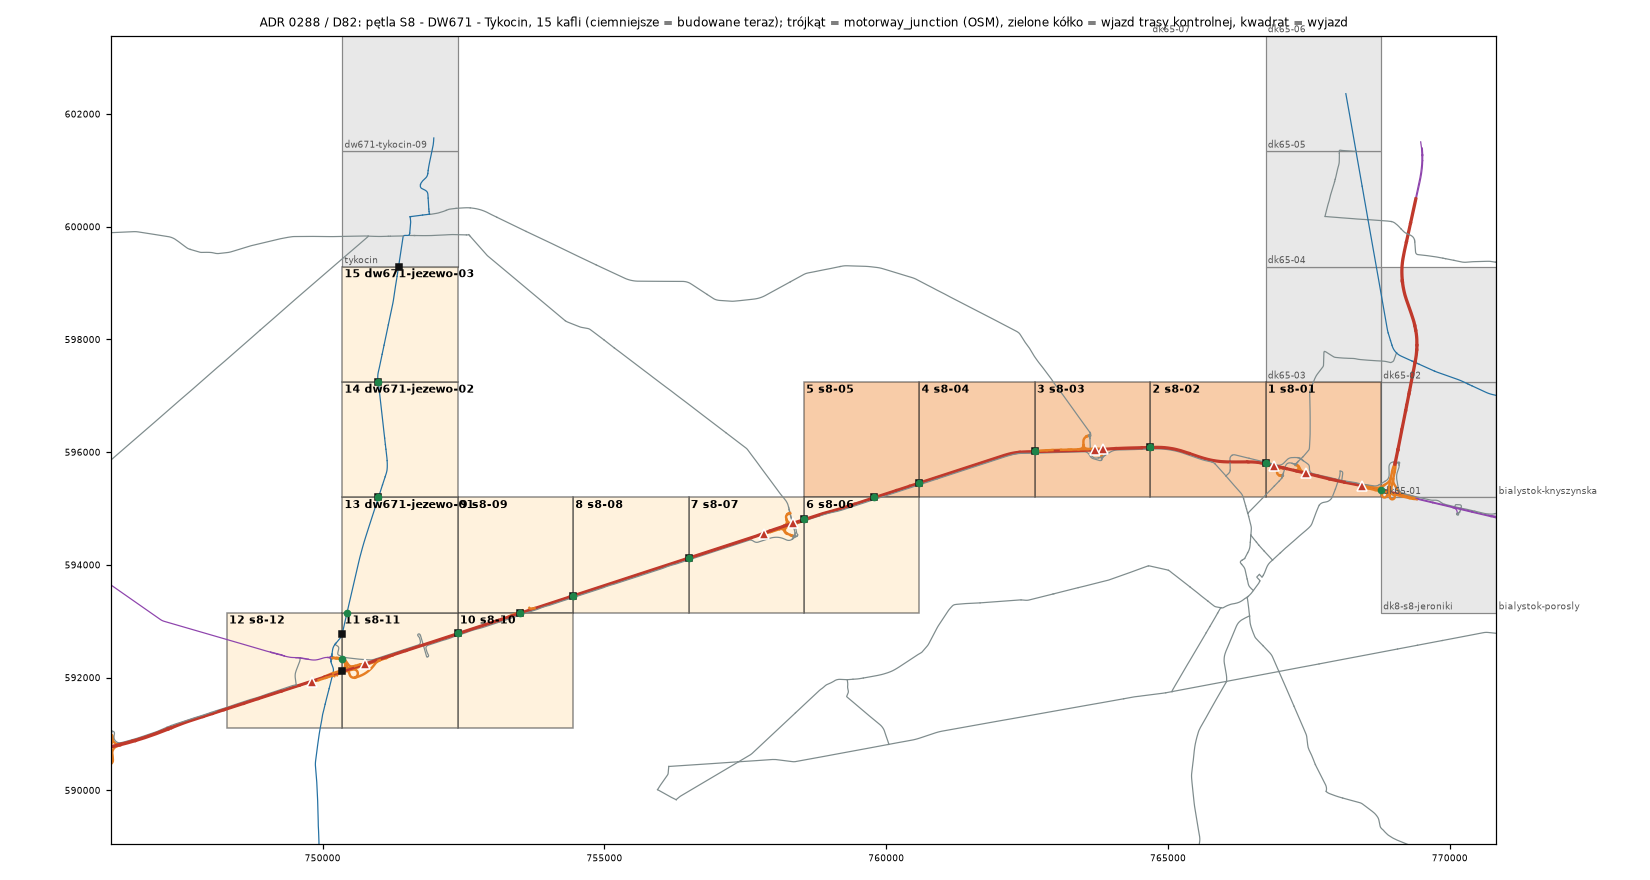 ADR 0288 / D82: pętla S8 - DW671 - Tykocin, 15 kafli (ciemniejsze = budowane teraz); trójkąt = motorway_junction (OSM), zielone kółko = wjazd trasy kontrolnej, kwadrat = wyjazd
dk65-07
dk65-06
602000
dw671-tykocin-09
dk65-05
600000
tykocin
dk65-04
15 dw671-jezewo-03
598000
dk65-03
dk65-02
14 dw671-jezewo-02
5 s8-05
4 s8-04
3 s8-03
2 s8-02
1 s8-01
596000
dk65-01
bialystok-knyszynska
13 dw671-jezewo-01
9 s8-09
8 s8-08
7 s8-07
6 s8-06
594000
dk8-s8-jeroniki
bialystok-porosly
12 s8-12
11 s8-11
10 s8-10
592000
590000
750000
755000
760000
765000
770000